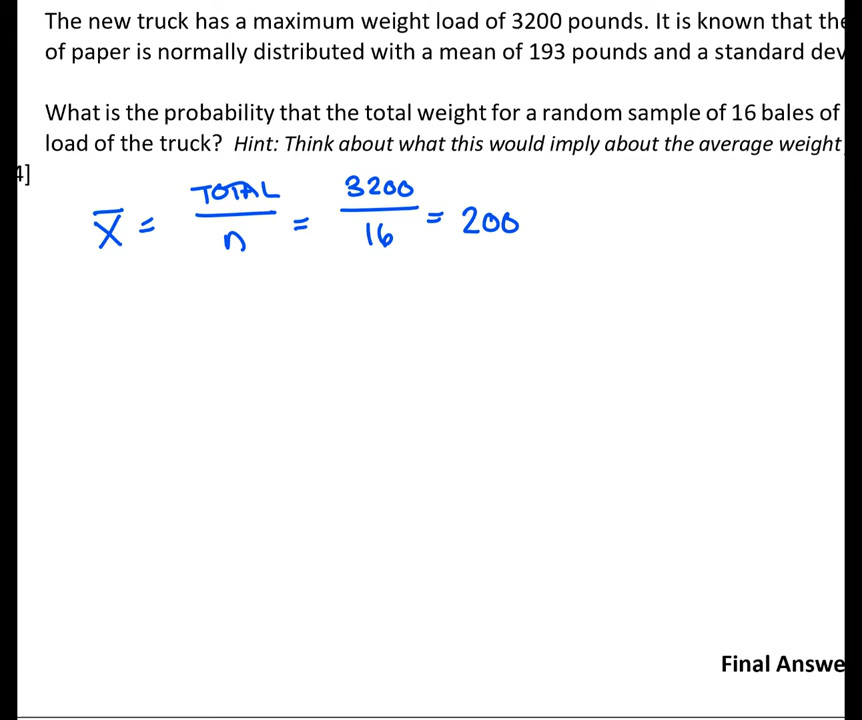 The new truck has a maximum weight load of 3200 pounds. It is known that the
of paper is normally distributed with a mean of 193 pounds and a standard dev
What is the probability that the total weight for a random sample of 16 bales of
load of the truck? Hint: Think about what this would imply about the average weight
4]
X̄ = TOTAL / n = 3200 / 16 = 200
Final Answe